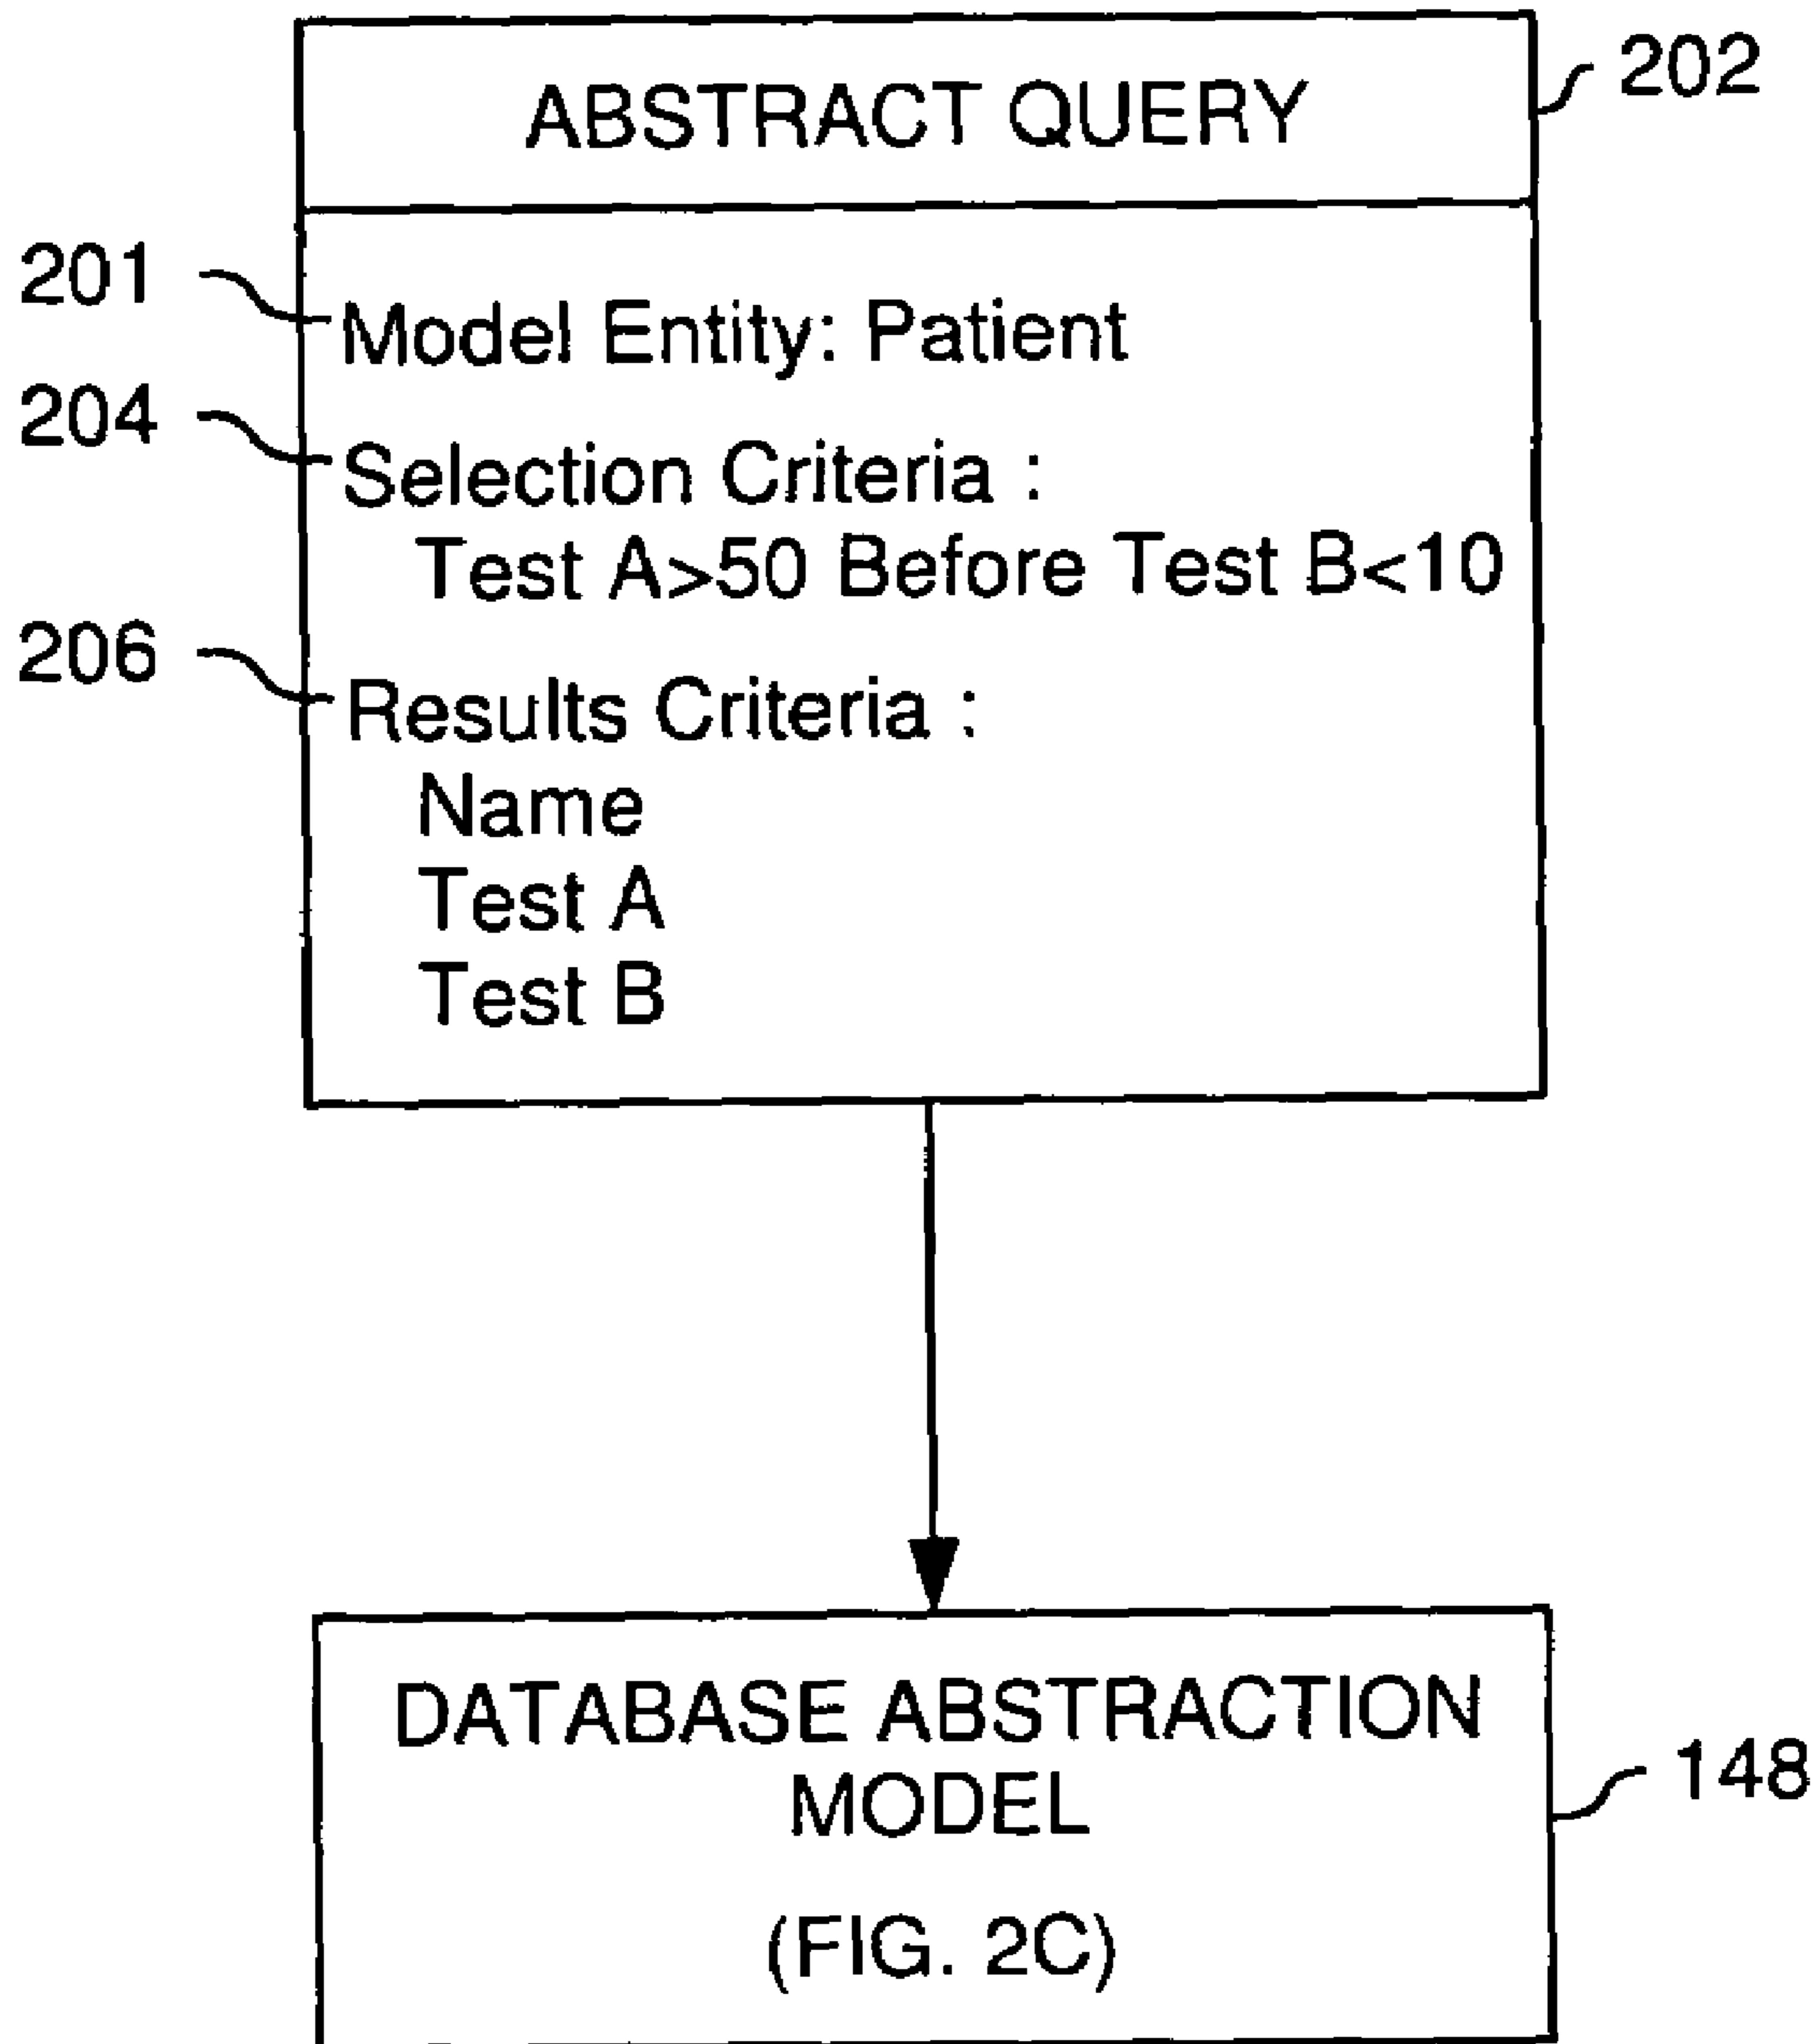 ABSTRACT QUERY
202
201
Model Entity: Patient
204
Selection Criteria :
Test A>50 Before Test B<10
206
Results Criteria :
Name
Test A
Test B
DATABASE ABSTRACTION
MODEL
148
(FIG. 2C)